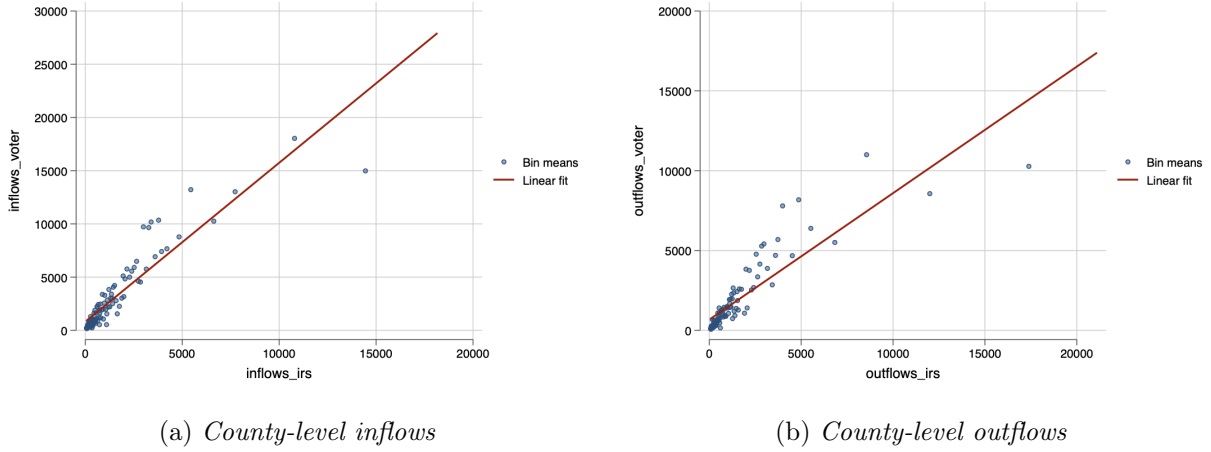 30000
25000
20000
15000
10000
5000
0
inflows_voter
0 5000 10000 15000 20000
inflows_irs
Bin means
Linear fit
(a) County-level inflows
20000
15000
10000
5000
0
outflows_voter
0 5000 10000 15000 20000
outflows_irs
Bin means
Linear fit
(b) County-level outflows